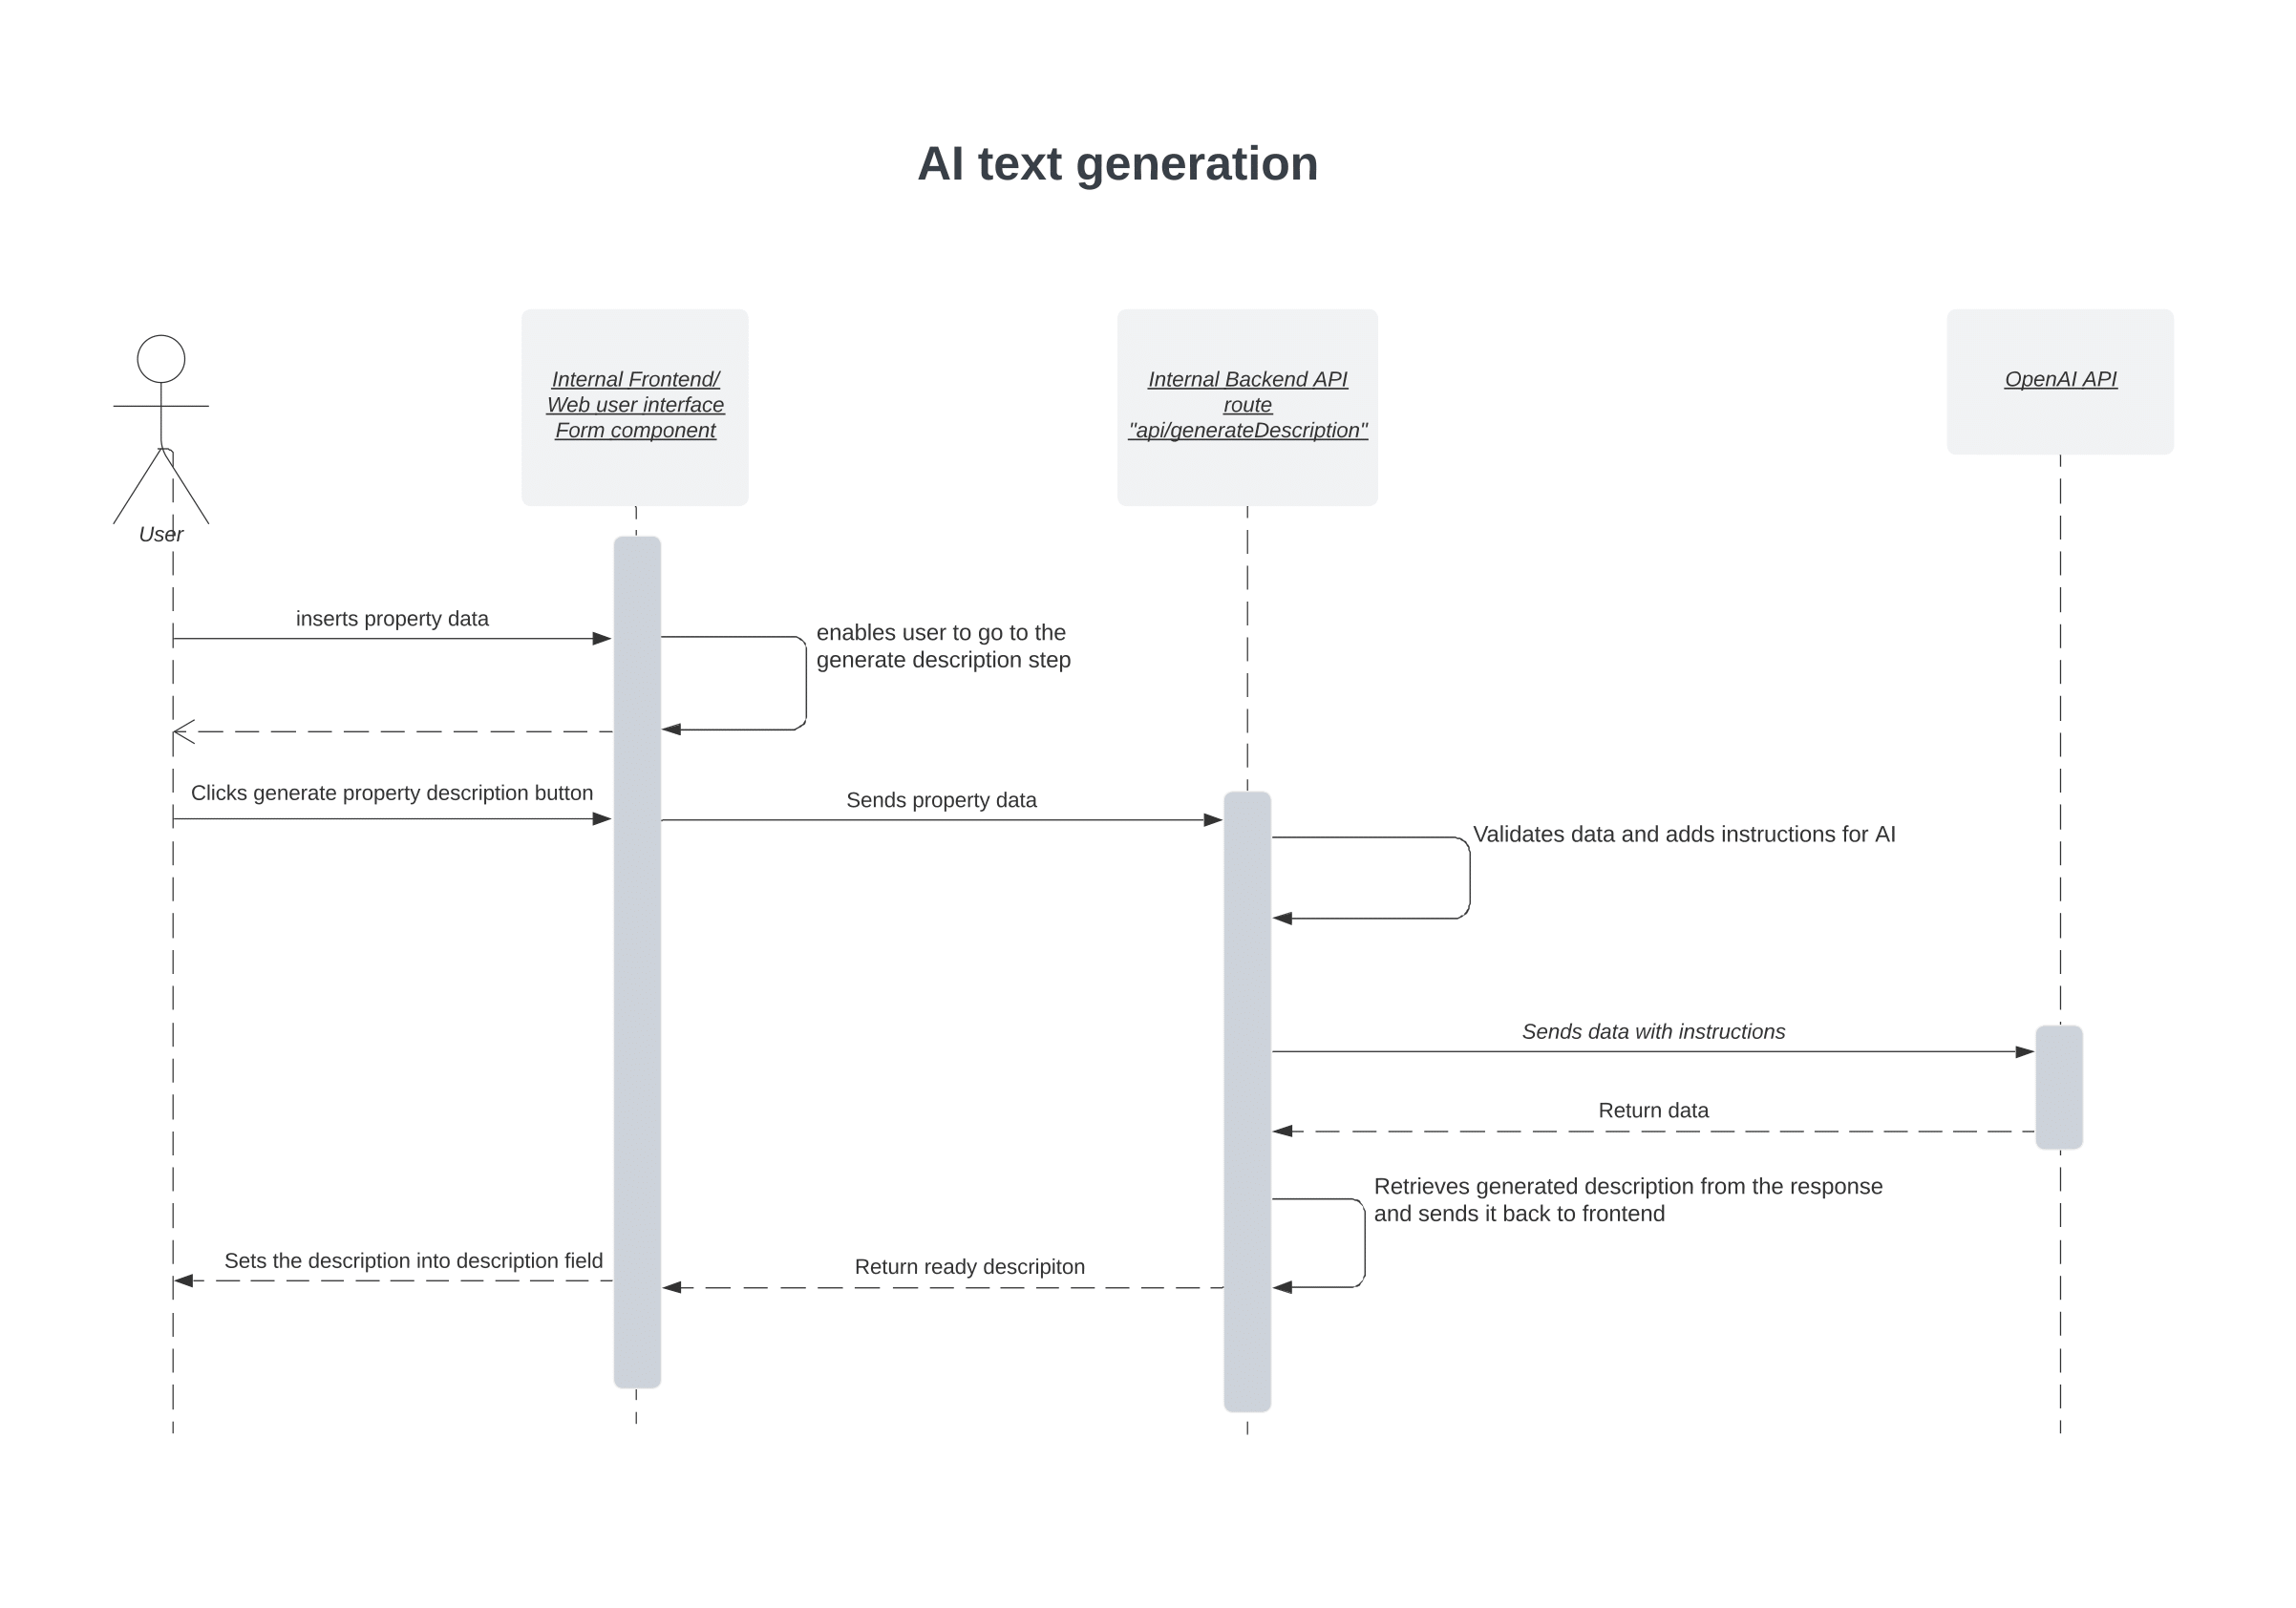 AI text generation
Internal Frontend/
Web user interface
Form component
Internal Backend API
route
"api/generateDescription"
OpenAI API
User
inserts property data
enables user to go to the
generate description step
Clicks generate property description button
Sends property data
Validates data and adds instructions for AI
Sends data with instructions
Return data
Retrieves generated description from the response
and sends it back to frontend
Sets the description into description field
Return ready descripiton